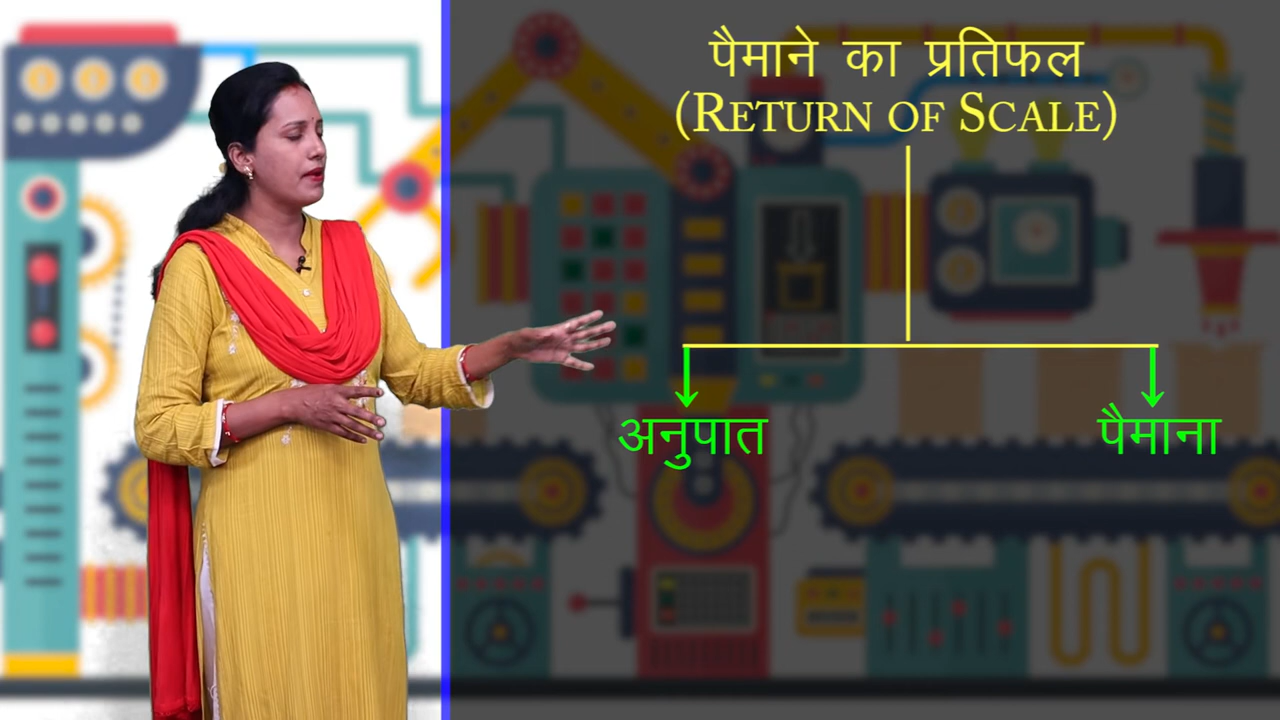 पैमाने का प्रतिफल
(RETURN OF SCALE)
अनुपात
पैमाना